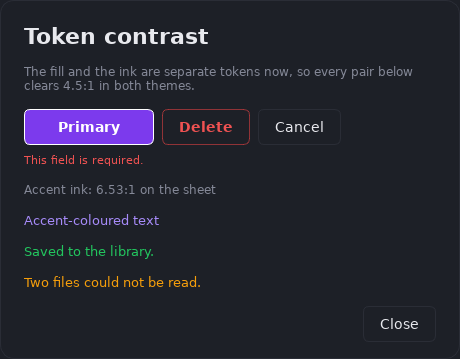 Token contrast
The fill and the ink are separate tokens now, so every pair below
clears 4.5:1 in both themes.
Primary Delete Cancel
This field is required.
Accent ink: 6.53:1 on the sheet
Accent-coloured text
Saved to the library.
Two files could not be read.
Close